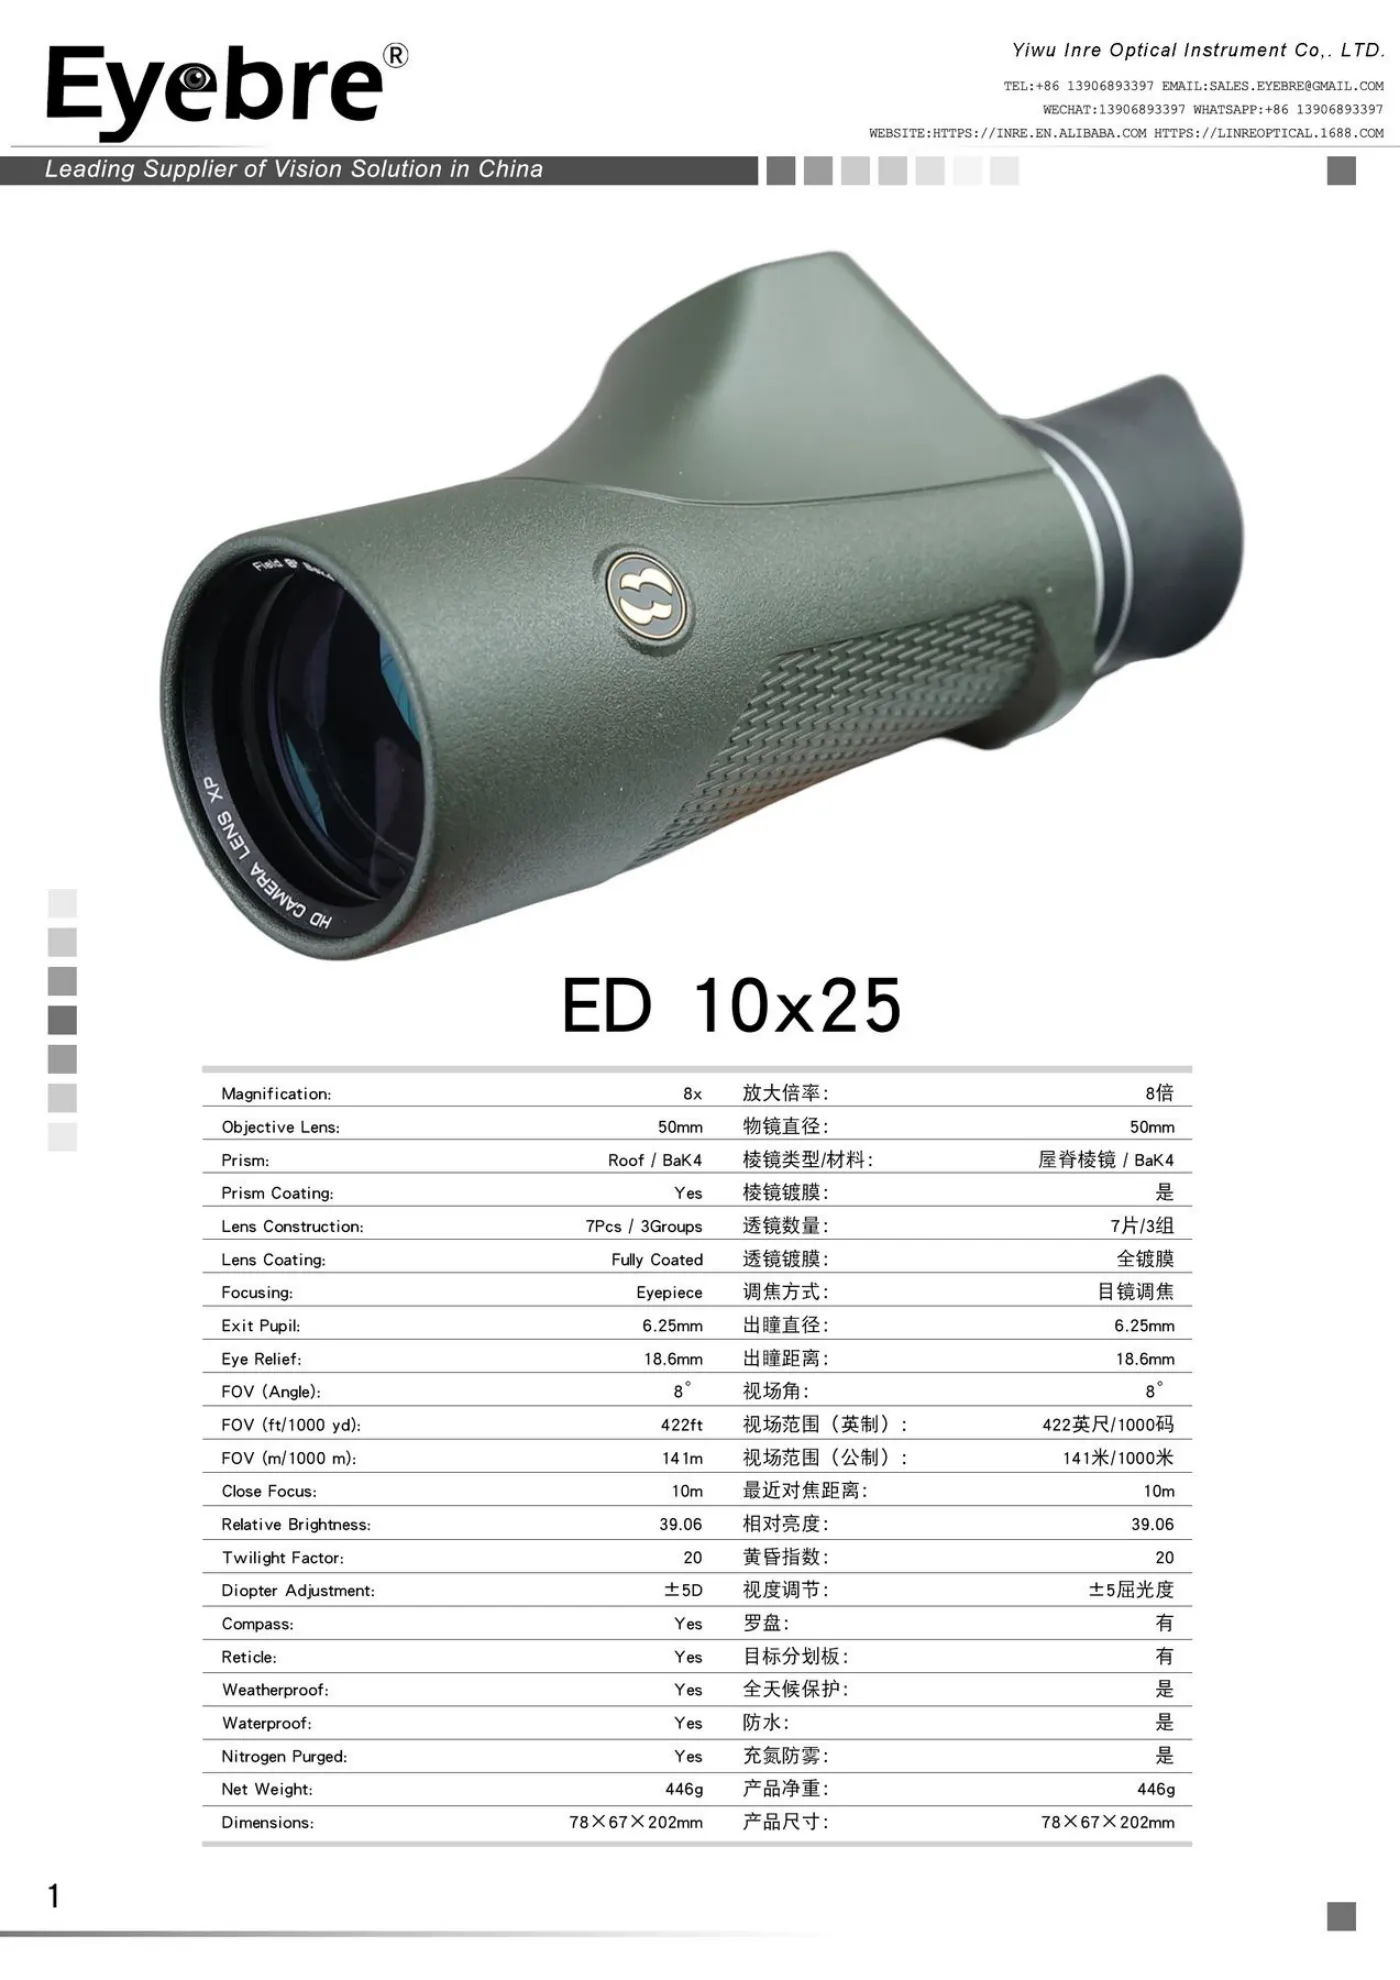 Eyebre®
Yiwu Inre Optical Instrument Co,. LTD.
TEL:+86 13906893397 EMAIL:SALES.EYEBRE@GMAIL.COM
WECHAT:13906893397 WHATSAPP:+86 13906893397
WEBSITE:HTTPS://INRE.EN.ALIBABA.COM HTTPS://LINREOPTICAL.1688.COM
Leading Supplier of Vision Solution in China
Field &
HD CAMERA LENS XP
ED 10x25
Magnification: 8x 放大倍率: 8倍
Objective Lens: 50mm 物镜直径: 50mm
Prism: Roof / BaK4 棱镜类型/材料: 屋脊棱镜 / BaK4
Prism Coating: Yes 棱镜镀膜: 是
Lens Construction: 7Pcs / 3Groups 透镜数量: 7片/3组
Lens Coating: Fully Coated 透镜镀膜: 全镀膜
Focusing: Eyepiece 调焦方式: 目镜调焦
Exit Pupil: 6.25mm 出瞳直径: 6.25mm
Eye Relief: 18.6mm 出瞳距离: 18.6mm
FOV (Angle): 8° 视场角: 8°
FOV (ft/1000 yd): 422ft 视场范围（英制）: 422英尺/1000码
FOV (m/1000 m): 141m 视场范围（公制）: 141米/1000米
Close Focus: 10m 最近对焦距离: 10m
Relative Brightness: 39.06 相对亮度: 39.06
Twilight Factor: 20 黄昏指数: 20
Diopter Adjustment: ±5D 视度调节: ±5屈光度
Compass: Yes 罗盘: 有
Reticle: Yes 目标分划板: 有
Weatherproof: Yes 全天候保护: 是
Waterproof: Yes 防水: 是
Nitrogen Purged: Yes 充氮防雾: 是
Net Weight: 446g 产品净重: 446g
Dimensions: 78×67×202mm 产品尺寸: 78×67×202mm
1